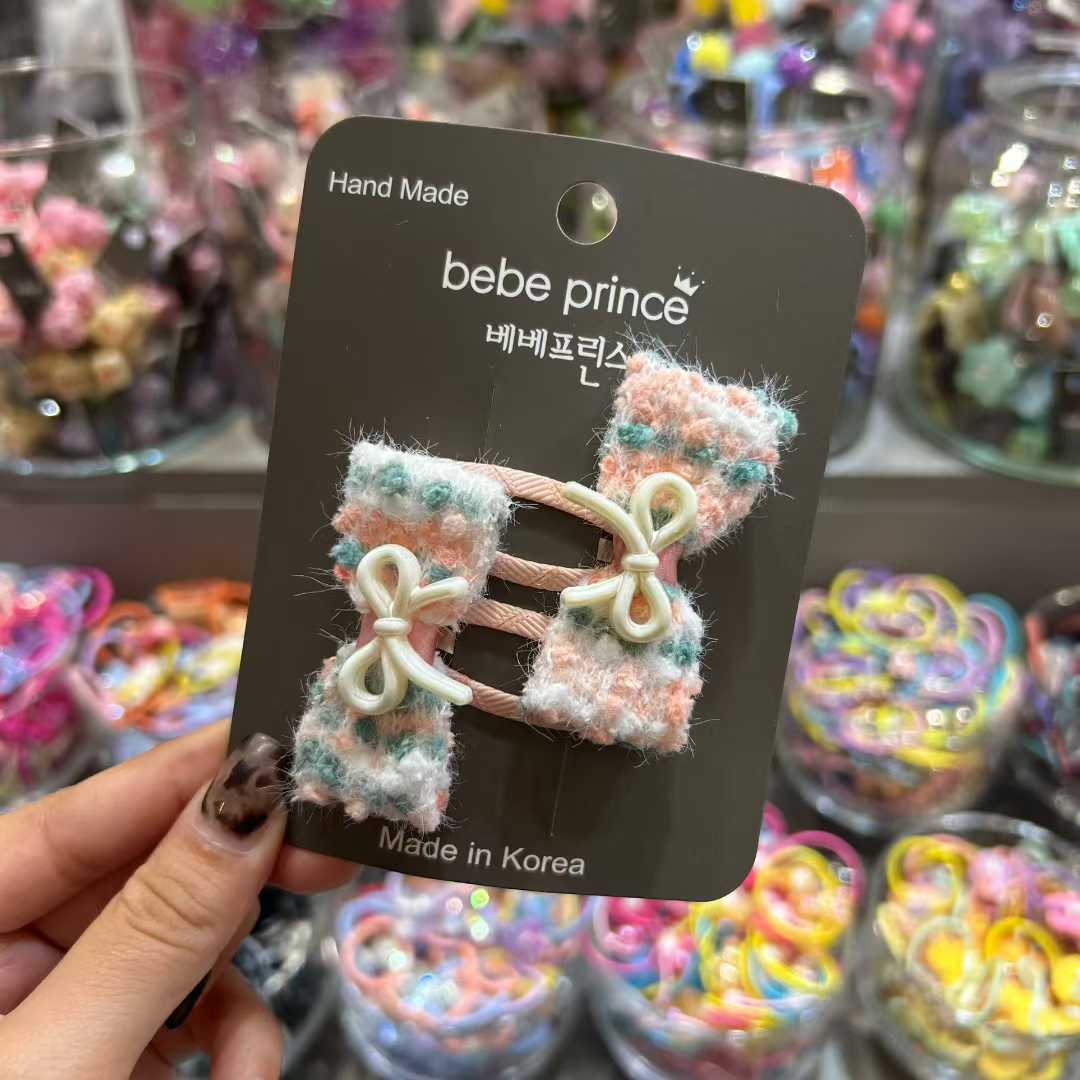 Hand Made
bebe prince
베베프린스
Made in Korea